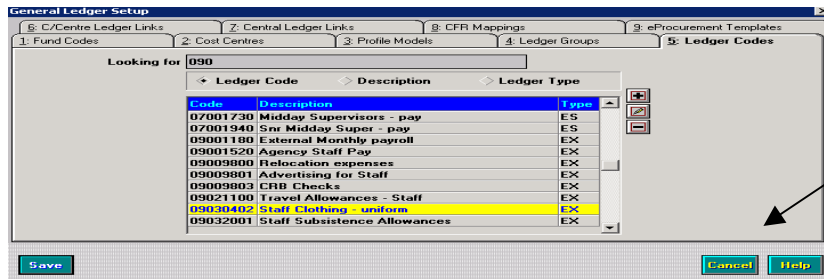 General Ledger Setup
6: C/Centre Ledger Links 7: Central Ledger Links 8: CFR Mappings 9: eProcurement Templates
1: Fund Codes 2: Cost Centres 3: Profile Models 4: Ledger Groups 5: Ledger Codes
Looking for 090
Ledger Code Description Ledger Type
Code Description Type
07001730 Midday Supervisors - pay ES
07001940 Snr Midday Super - pay ES
09001180 External Monthly payroll EX
09001520 Agency Staff Pay EX
09009800 Relocation expenses EX
09009801 Advertising for Staff EX
09009803 CRB Checks EX
09021100 Travel Allowances - Staff EX
09030402 Staff Clothing - uniform EX
09032001 Staff Subsistence Allowances EX
Save Cancel Help